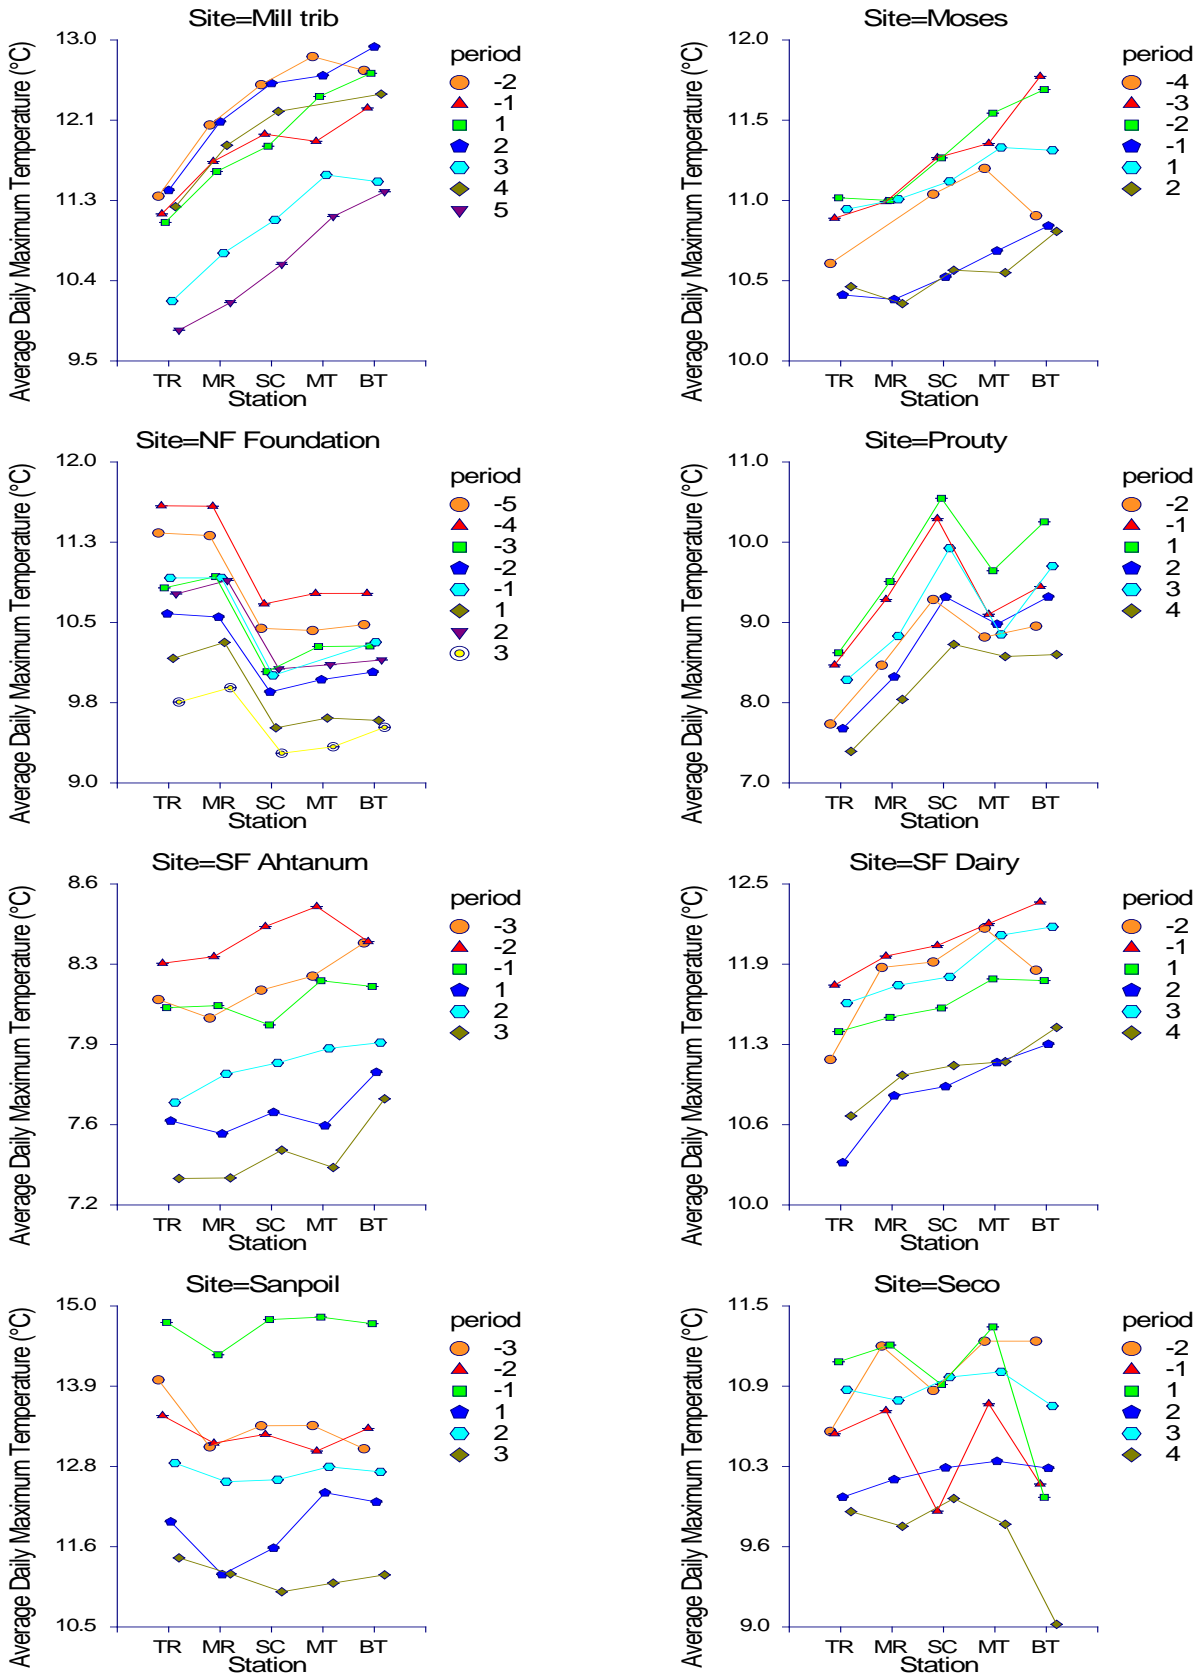 Site=Mill trib
Average Daily Maximum Temperature (°C)
13.0
12.1
11.3
10.4
9.5
TR MR SC MT BT
Station
period
-2
-1
1
2
3
4
5
Site=Moses
Average Daily Maximum Temperature (°C)
12.0
11.5
11.0
10.5
10.0
TR MR SC MT BT
Station
period
-4
-3
-2
-1
1
2
Site=NF Foundation
Average Daily Maximum Temperature (°C)
12.0
11.3
10.5
9.8
9.0
TR MR SC MT BT
Station
period
-5
-4
-3
-2
-1
1
2
3
Site=Prouty
Average Daily Maximum Temperature (°C)
11.0
10.0
9.0
8.0
7.0
TR MR SC MT BT
Station
period
-2
-1
1
2
3
4
Site=SF Ahtanum
Average Daily Maximum Temperature (°C)
8.6
8.3
7.9
7.6
7.2
TR MR SC MT BT
Station
period
-3
-2
-1
1
2
3
Site=SF Dairy
Average Daily Maximum Temperature (°C)
12.5
11.9
11.3
10.6
10.0
TR MR SC MT BT
Station
period
-2
-1
1
2
3
4
Site=Sanpoil
Average Daily Maximum Temperature (°C)
15.0
13.9
12.8
11.6
10.5
TR MR SC MT BT
Station
period
-3
-2
-1
1
2
3
Site=Seco
Average Daily Maximum Temperature (°C)
11.5
10.9
10.3
9.6
9.0
TR MR SC MT BT
Station
period
-2
-1
1
2
3
4